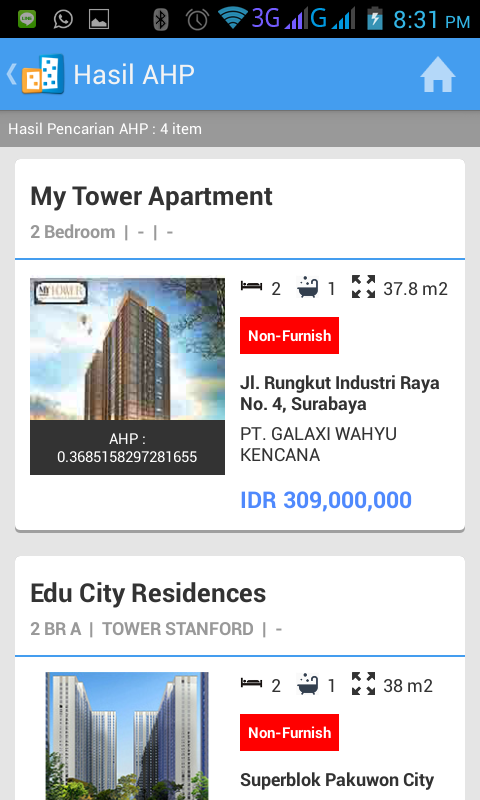 3G G 8:31 PM
Hasil AHP
Hasil Pencarian AHP : 4 item
My Tower Apartment
2 Bedroom | - | -
MY TOWER
2 1 37.8 m2
Non-Furnish
Jl. Rungkut Industri Raya
No. 4, Surabaya
PT. GALAXI WAHYU
KENCANA
AHP :
0.3685158297281655
IDR 309,000,000
Edu City Residences
2 BR A | TOWER STANFORD | -
2 1 38 m2
Non-Furnish
Superblok Pakuwon City